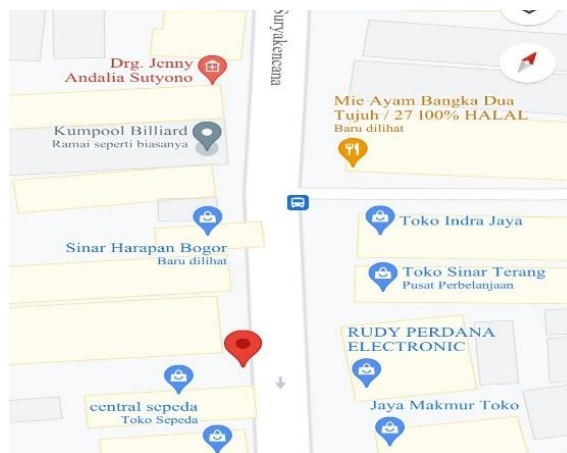 Suryakencana
Drg. Jenny
Andalia Sutyono
Mie Ayam Bangka Dua
Tujuh / 27 100% HALAL
Baru dilihat
Kumpool Billiard
Ramai seperti biasanya
Toko Indra Jaya
Sinar Harapan Bogor
Baru dilihat
Toko Sinar Terang
Pusat Perbelanjaan
RUDY PERDANA
ELECTRONIC
central sepeda
Toko Sepeda
Jaya Makmur Toko